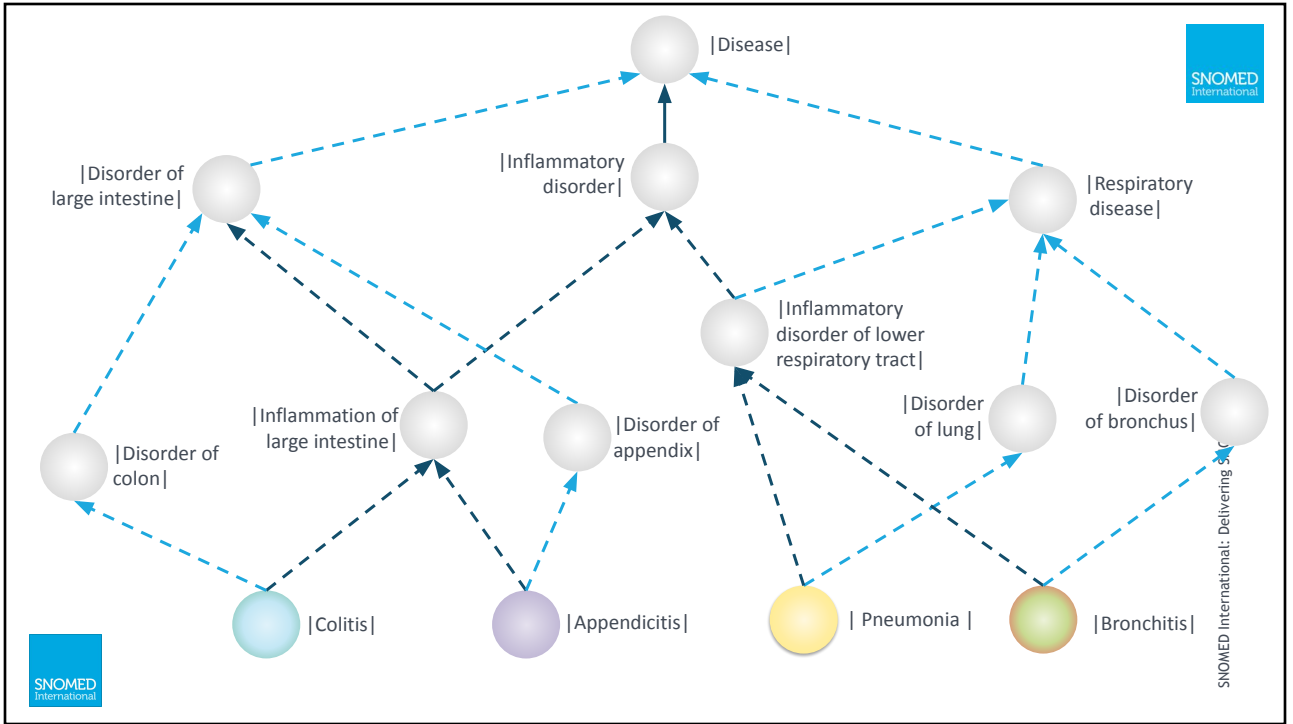 |Disease|
SNOMED
International
|Disorder of
large intestine|
|Inflammatory
disorder|
|Respiratory
disease|
|Inflammatory
disorder of lower
respiratory tract|
|Inflammation of
large intestine|
|Disorder of
appendix|
|Disorder
of lung|
|Disorder
of bronchus|
|Disorder of
colon|
|Colitis|
|Appendicitis|
| Pneumonia |
|Bronchitis|
SNOMED International: Delivering
SNOMED
International